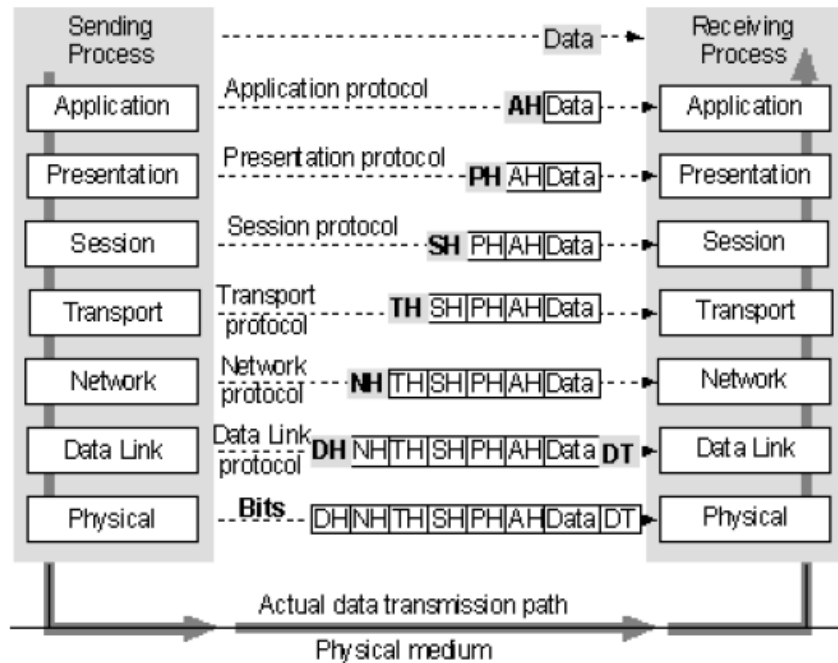 Sending
Process
Data
Receiving
Process
Application
Application protocol
AH Data
Application
Presentation
Presentation protocol
PH AH Data
Presentation
Session
Session protocol
SH PH AH Data
Session
Transport
Transport
protocol
TH SH PH AH Data
Transport
Network
Network
protocol
NH TH SH PH AH Data
Network
Data Link
Data Link
protocol
DH NH TH SH PH AH Data DT
Data Link
Physical
Bits
DH NH TH SH PH AH Data DT
Physical
Actual data transmission path
Physical medium